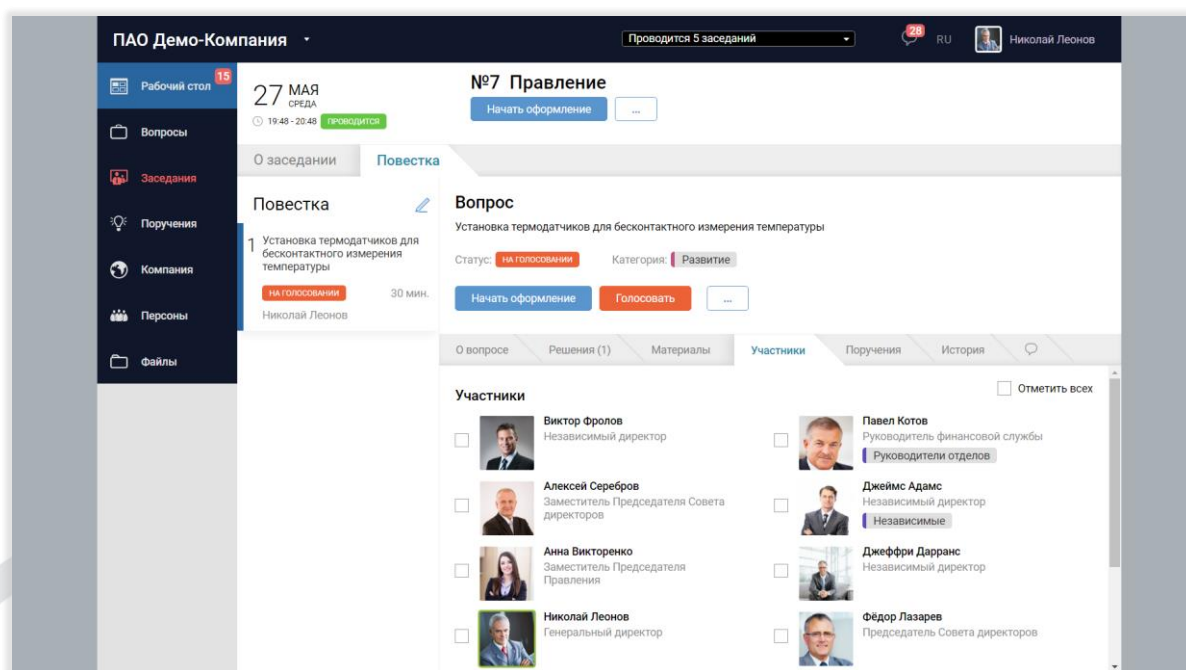 ПАО Демо-Компания
Проводится 5 заседаний
28
RU
Николай Леонов
Рабочий стол
15
Вопросы
Заседания
Поручения
Компания
Персоны
Файлы
27 МАЯ
СРЕДА
19:48 - 20:48 ПРОВОДИТСЯ
№7 Правление
Начать оформление
...
О заседании
Повестка
Повестка
1
Установка термодатчиков для
бесконтактного измерения
температуры
НА ГОЛОСОВАНИИ
30 мин.
Николай Леонов
Вопрос
Установка термодатчиков для бесконтактного измерения температуры
Статус: НА ГОЛОСОВАНИИ
Категория: Развитие
Начать оформление
Голосовать
...
О вопросе
Решения (1)
Материалы
Участники
Поручения
История
Участники
Отметить всех
Виктор Фролов
Независимый директор
Павел Котов
Руководитель финансовой службы
Руководители отделов
Алексей Серебров
Заместитель Председателя Совета
директоров
Джеймс Адамс
Независимый директор
Независимые
Анна Викторенко
Заместитель Председателя
Правления
Джеффри Дарранс
Независимый директор
Николай Леонов
Генеральный директор
Фёдор Лазарев
Председатель Совета директоров